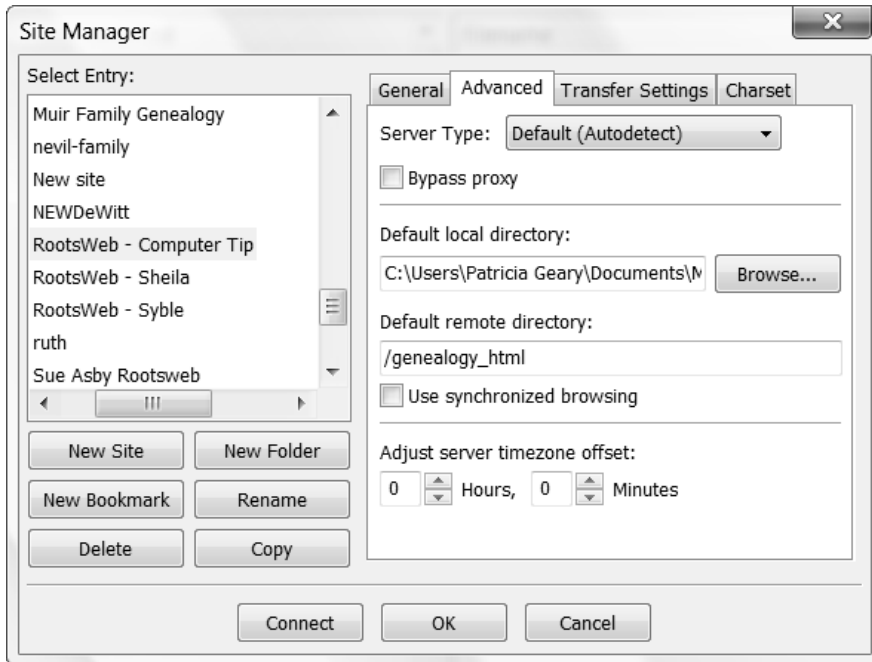 Site Manager
Select Entry:
Muir Family Genealogy
nevil-family
New site
NEWDeWitt
RootsWeb - Computer Tip
RootsWeb - Sheila
RootsWeb - Syble
ruth
Sue Asby Rootsweb
New Site
New Folder
New Bookmark
Rename
Delete
Copy
General
Advanced
Transfer Settings
Charset
Server Type:
Default (Autodetect)
Bypass proxy
Default local directory:
C:\Users\Patricia Geary\Documents\M
Browse...
Default remote directory:
/genealogy_html
Use synchronized browsing
Adjust server timezone offset:
0 Hours, 0 Minutes
Connect
OK
Cancel